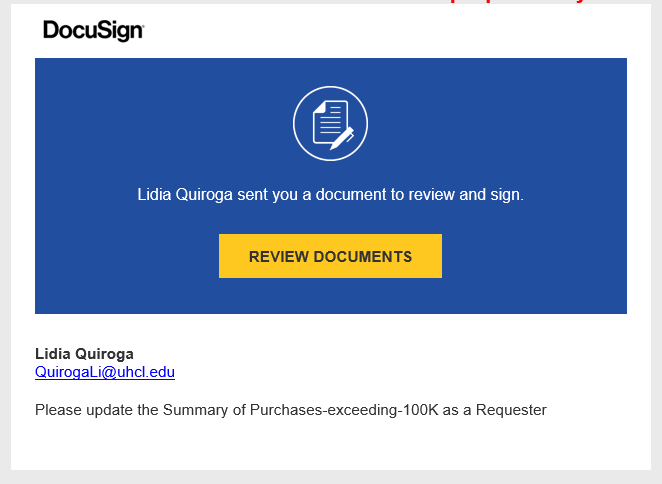 DocuSign
Lidia Quiroga sent you a document to review and sign.
REVIEW DOCUMENTS
Lidia Quiroga
QuirogaLi@uhcl.edu
Please update the Summary of Purchases-exceeding-100K as a Requester